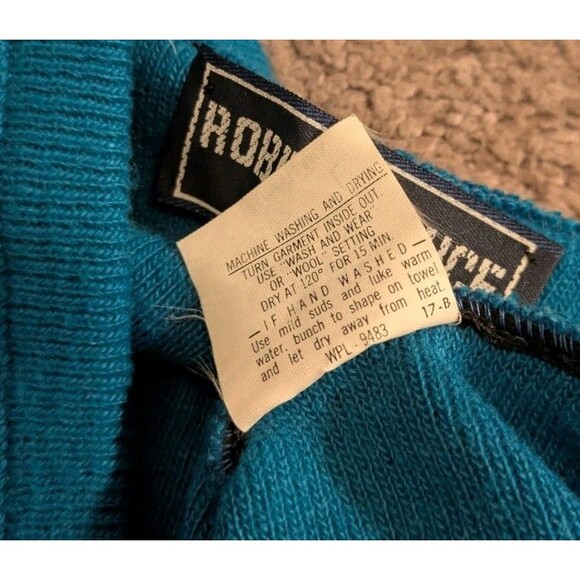 ROB
MACHINE WASHING AND DRYING
TURN GARMENT INSIDE OUT.
USE "WASH AND WEAR"
OR "WOOL" SETTING
DRY AT 120° FOR 15 MIN.
—IF HAND WASHED—
Use mild suds and luke warm
water, bunch to shape on towel
and let dry away from heat.
WPL. 9483 17-B